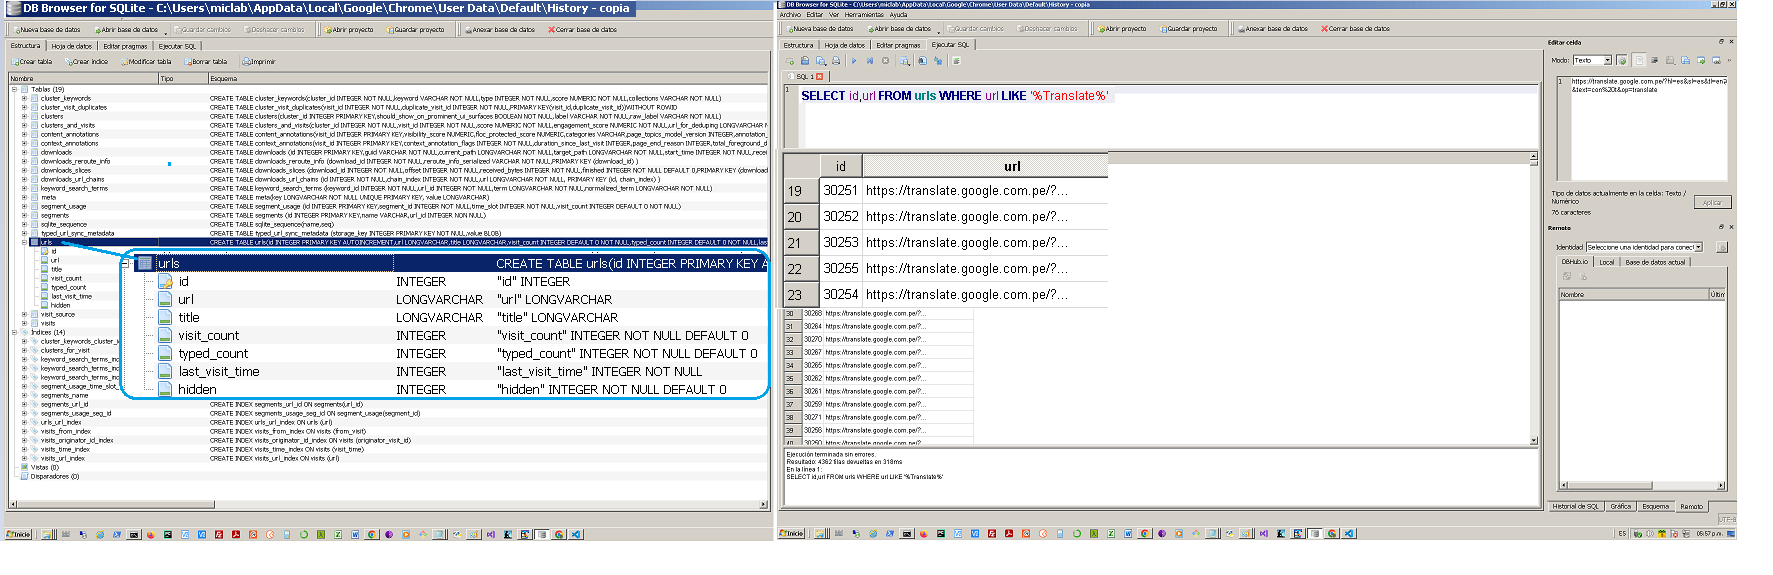 DB Browser for SQLite - C:\Users\miclab\AppData\Local\Google\Chrome\User Data\Default\History - copia
Nueva base de datos Abrir base de datos Guardar cambios Deshacer cambios Abrir proyecto Guardar proyecto Anexar base de datos Cerrar base de datos
Estructura Hoja de datos Editar pragmas Ejecutar SQL
Crear tabla Crear índice Modificar tabla Borrar tabla Imprimir
Nombre Tipo Esquema
Tablas (19)
cluster_keywords CREATE TABLE cluster_keywords(cluster_id INTEGER NOT NULL,keyword VARCHAR NOT NULL,type INTEGER NOT NULL,score NUMERIC NOT NULL,collections VARCHAR NOT NULL)
cluster_visit_duplicates CREATE TABLE cluster_visit_duplicates(visit_id INTEGER NOT NULL,duplicate_visit_id INTEGER NOT NULL,PRIMARY KEY(visit_id,duplicate_visit_id))WITHOUT ROWID
clusters CREATE TABLE clusters(cluster_id INTEGER PRIMARY KEY,should_show_on_prominent_ui_surfaces BOOLEAN NOT NULL,label VARCHAR NOT NULL,raw_label VARCHAR NOT NULL)
clusters_and_visits CREATE TABLE clusters_and_visits(cluster_id INTEGER NOT NULL,visit_id INTEGER NOT NULL,score NUMERIC NOT NULL,engagement_score NUMERIC NOT NULL,url_for_deduping LONGVARCHAR
content_annotations CREATE TABLE content_annotations(visit_id INTEGER PRIMARY KEY,visibility_score NUMERIC,floc_protected_score NUMERIC,categories VARCHAR,page_topics_model_version INTEGER,annotation_
context_annotations CREATE TABLE context_annotations(visit_id INTEGER PRIMARY KEY,context_annotation_flags INTEGER NOT NULL,duration_since_last_visit INTEGER,page_end_reason INTEGER,total_foreground_d
downloads CREATE TABLE downloads (id INTEGER PRIMARY KEY,guid VARCHAR NOT NULL,current_path LONGVARCHAR NOT NULL,target_path LONGVARCHAR NOT NULL,start_time INTEGER NOT NULL,recei
downloads_reroute_info CREATE TABLE downloads_reroute_info (download_id INTEGER NOT NULL,reroute_info_serialized VARCHAR NOT NULL,PRIMARY KEY (download_id) )
downloads_slices CREATE TABLE downloads_slices (download_id INTEGER NOT NULL,offset INTEGER NOT NULL,received_bytes INTEGER NOT NULL,finished INTEGER NOT NULL DEFAULT 0,PRIMARY KEY (download
downloads_url_chains CREATE TABLE downloads_url_chains (id INTEGER NOT NULL,chain_index INTEGER NOT NULL,url LONGVARCHAR NOT NULL, PRIMARY KEY (id, chain_index) )
keyword_search_terms CREATE TABLE keyword_search_terms (keyword_id INTEGER NOT NULL,url_id INTEGER NOT NULL,term LONGVARCHAR NOT NULL,normalized_term LONGVARCHAR NOT NULL)
meta CREATE TABLE meta(key LONGVARCHAR NOT NULL UNIQUE PRIMARY KEY, value LONGVARCHAR)
segment_usage CREATE TABLE segment_usage (id INTEGER PRIMARY KEY,segment_id INTEGER NOT NULL,time_slot INTEGER NOT NULL,visit_count INTEGER DEFAULT 0 NOT NULL)
segments CREATE TABLE segments (id INTEGER PRIMARY KEY,name VARCHAR,url_id INTEGER NON NULL)
sqlite_sequence CREATE TABLE sqlite_sequence(name,seq)
typed_url_sync_metadata CREATE TABLE typed_url_sync_metadata (storage_key INTEGER PRIMARY KEY NOT NULL,value BLOB)
urls CREATE TABLE urls(id INTEGER PRIMARY KEY AUTOINCREMENT,url LONGVARCHAR,title LONGVARCHAR,visit_count INTEGER DEFAULT 0 NOT NULL,typed_count INTEGER DEFAULT 0 NOT NULL,las
id
url
title
visit_count
typed_count
last_visit_time
hidden
visit_source
visits
urls CREATE TABLE urls(id INTEGER PRIMARY KEY A
id INTEGER "id" INTEGER
url LONGVARCHAR "url" LONGVARCHAR
title LONGVARCHAR "title" LONGVARCHAR
visit_count INTEGER "visit_count" INTEGER NOT NULL DEFAULT 0
typed_count INTEGER "typed_count" INTEGER NOT NULL DEFAULT 0
last_visit_time INTEGER "last_visit_time" INTEGER NOT NULL
hidden INTEGER "hidden" INTEGER NOT NULL DEFAULT 0
Índices (14)
cluster_keywords_cluster_i
clusters_for_visit
keyword_search_terms_inc
keyword_search_terms_inc
segment_usage_time_slot_
segments_name
segments_url_id CREATE INDEX segments_url_id ON segments(url_id)
segments_usage_seg_id CREATE INDEX segments_usage_seg_id ON segment_usage(segment_id)
urls_url_index CREATE INDEX urls_url_index ON urls (url)
visits_from_index CREATE INDEX visits_from_index ON visits (from_visit)
visits_originator_id_index CREATE INDEX visits_originator_id_index ON visits (originator_visit_id)
visits_time_index CREATE INDEX visits_time_index ON visits (visit_time)
visits_url_index CREATE INDEX visits_url_index ON visits (url)
Vistas (0)
Disparadores (0)
Inicio
DB Browser for SQLite - C:\Users\miclab\AppData\Local\Google\Chrome\User Data\Default\History - copia
Archivo Editar Ver Herramientas Ayuda
Nueva base de datos Abrir base de datos Guardar cambios Deshacer cambios Abrir proyecto Guardar proyecto Anexar base de datos Cerrar base de datos
Estructura Hoja de datos Editar pragmas Ejecutar SQL
SQL 1
1 SELECT id,url FROM urls WHERE url LIKE '%Translate%'
id url
19 30251 https://translate.google.com.pe/?...
20 30252 https://translate.google.com.pe/?...
21 30253 https://translate.google.com.pe/?...
22 30255 https://translate.google.com.pe/?...
23 30254 https://translate.google.com.pe/?...
30 30268 https://translate.google.com.pe/?...
31 30264 https://translate.google.com.pe/?...
32 30270 https://translate.google.com.pe/?...
33 30267 https://translate.google.com.pe/?...
34 30265 https://translate.google.com.pe/?...
35 30262 https://translate.google.com.pe/?...
36 30261 https://translate.google.com.pe/?...
37 30259 https://translate.google.com.pe/?...
38 30271 https://translate.google.com.pe/?...
39 30256 https://translate.google.com.pe/?...
40 30250 https://translate.google.com.pe/?...
Ejecución terminada sin errores.
Resultado: 4362 filas devueltas en 318ms
En la línea 1:
SELECT id,url FROM urls WHERE url LIKE '%Translate%'
Editar celda
Modo: Texto
1 https://translate.google.com.pe/?hl=es&sl=es&tl=en
&text=con%20t&op=translate
Tipo de datos actualmente en la celda: Texto /
Numérico
76 caracteres
Aplicar
Remoto
Identidad Seleccione una identidad para conec
DBHub.io Local Base de datos actual
Nombre Últim
Historial de SQL Gráfica Esquema Remoto
UTF-8
Inicio
ES 08:57 p.m.